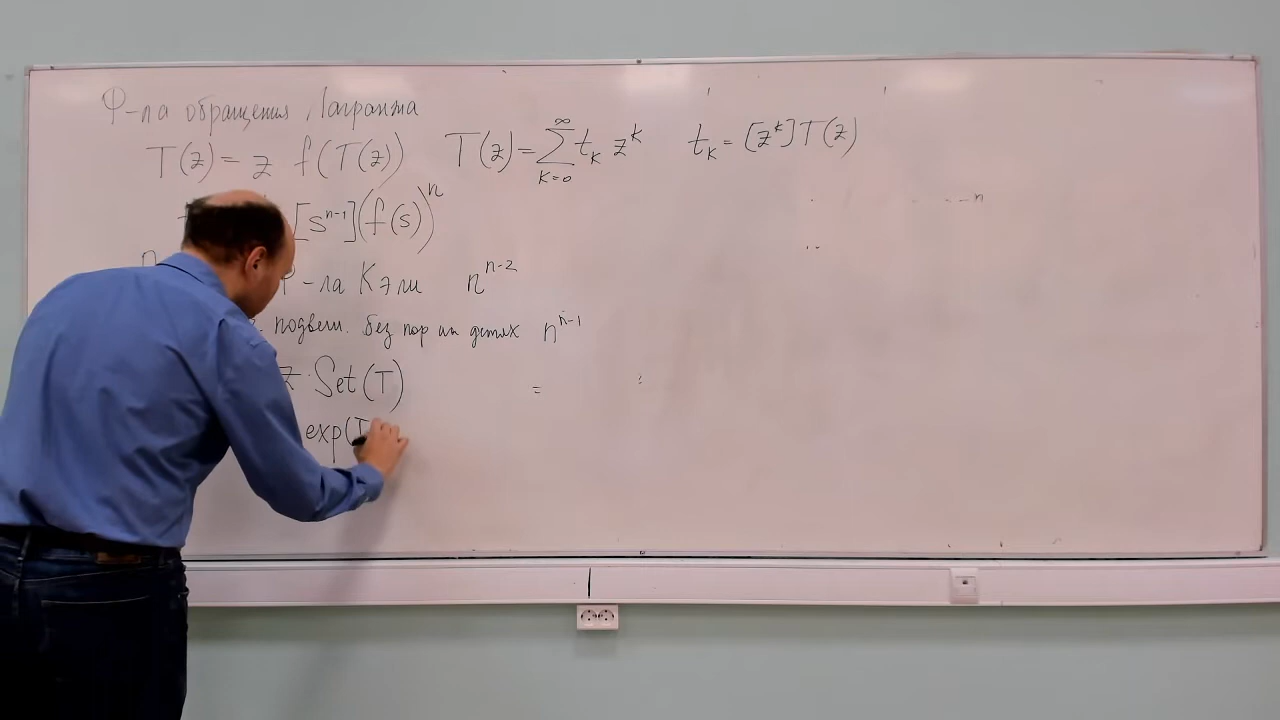 Ф-ла обращения Лагранжа
T(z) = z f(T(z)) T(z) = ∑_{k=0}^{∞} t_k z^k t_k = [z^k] T(z)
[s^{n-1}] (f(s))^n
Ф-ла Кэли n^{n-2}
подвеш. без пор на детях n^{n-1}
z · Set(T)
exp(T